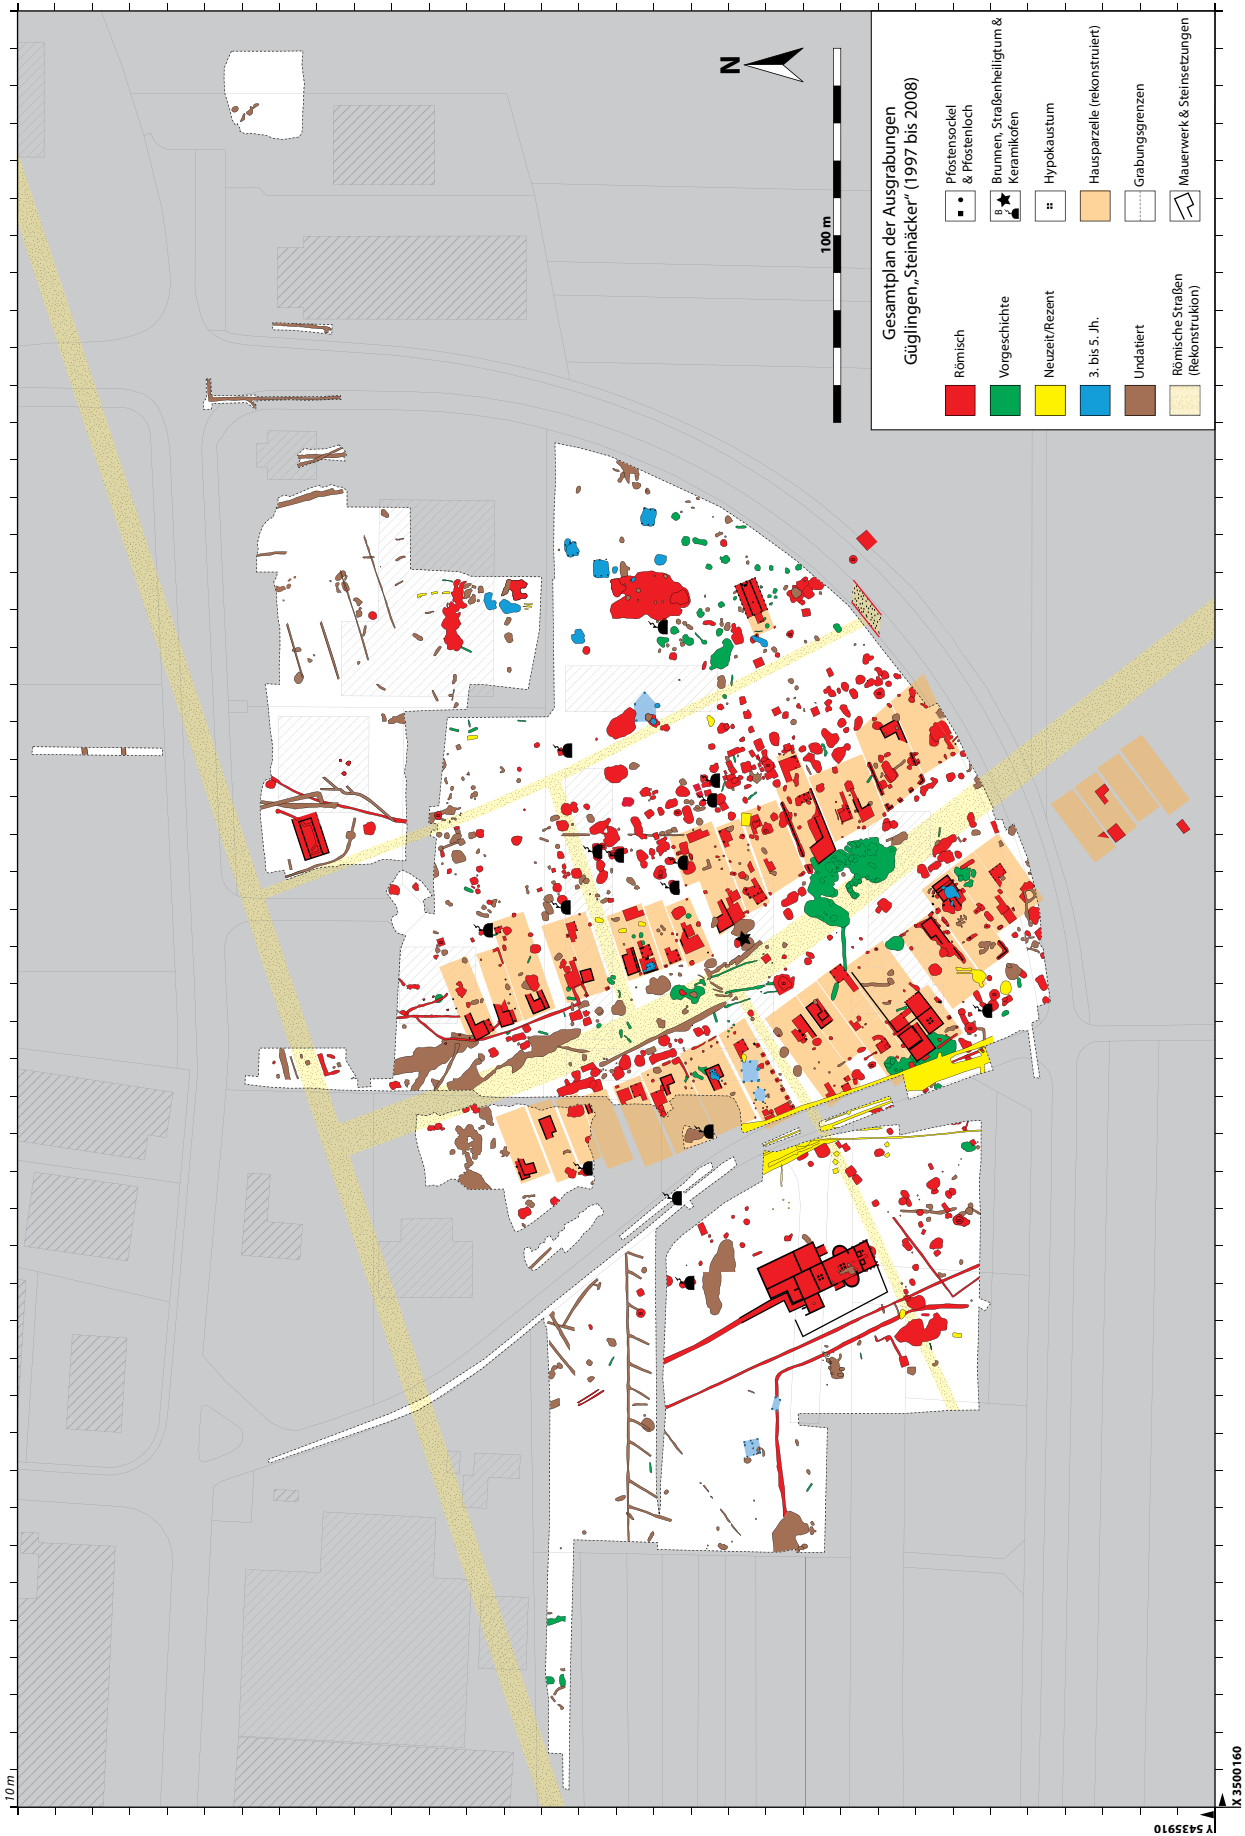 Gesamtplan der Ausgrabungen
Güglingen „Steinäcker“ (1997 bis 2008)
Römisch
Vorgeschichte
Neuzeit/Rezent
3. bis 5. Jh.
Undatiert
Römische Straßen
(Rekonstrukion)
Pfostensockel
& Pfostenloch
B
Brunnen, Straßenheiligtum &
Keramikofen
Hypokaustum
Hausparzelle (rekonstruiert)
Grabungsgrenzen
Mauerwerk & Steinsetzungen
N
100 m
10 m
X 3500160
Y 5435910